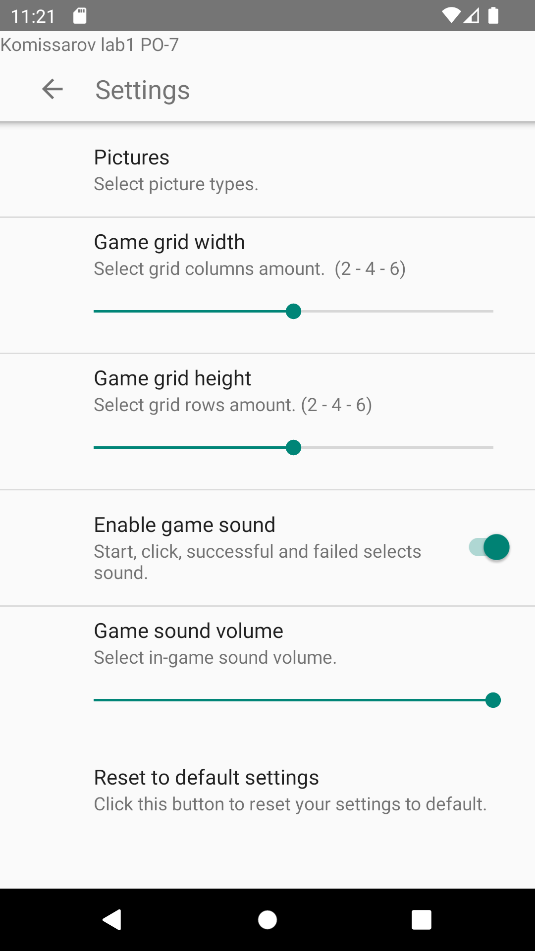 11:21
Komissarov lab1 PO-7
Settings
Pictures
Select picture types.
Game grid width
Select grid columns amount.  (2 - 4 - 6)
Game grid height
Select grid rows amount. (2 - 4 - 6)
Enable game sound
Start, click, successful and failed selects
sound.
Game sound volume
Select in-game sound volume.
Reset to default settings
Click this button to reset your settings to default.